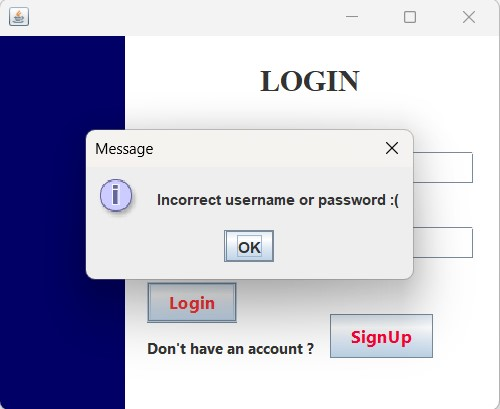 LOGIN
Message
i
Incorrect username or password :(
OK
Login
SignUp
Don't have an account ?